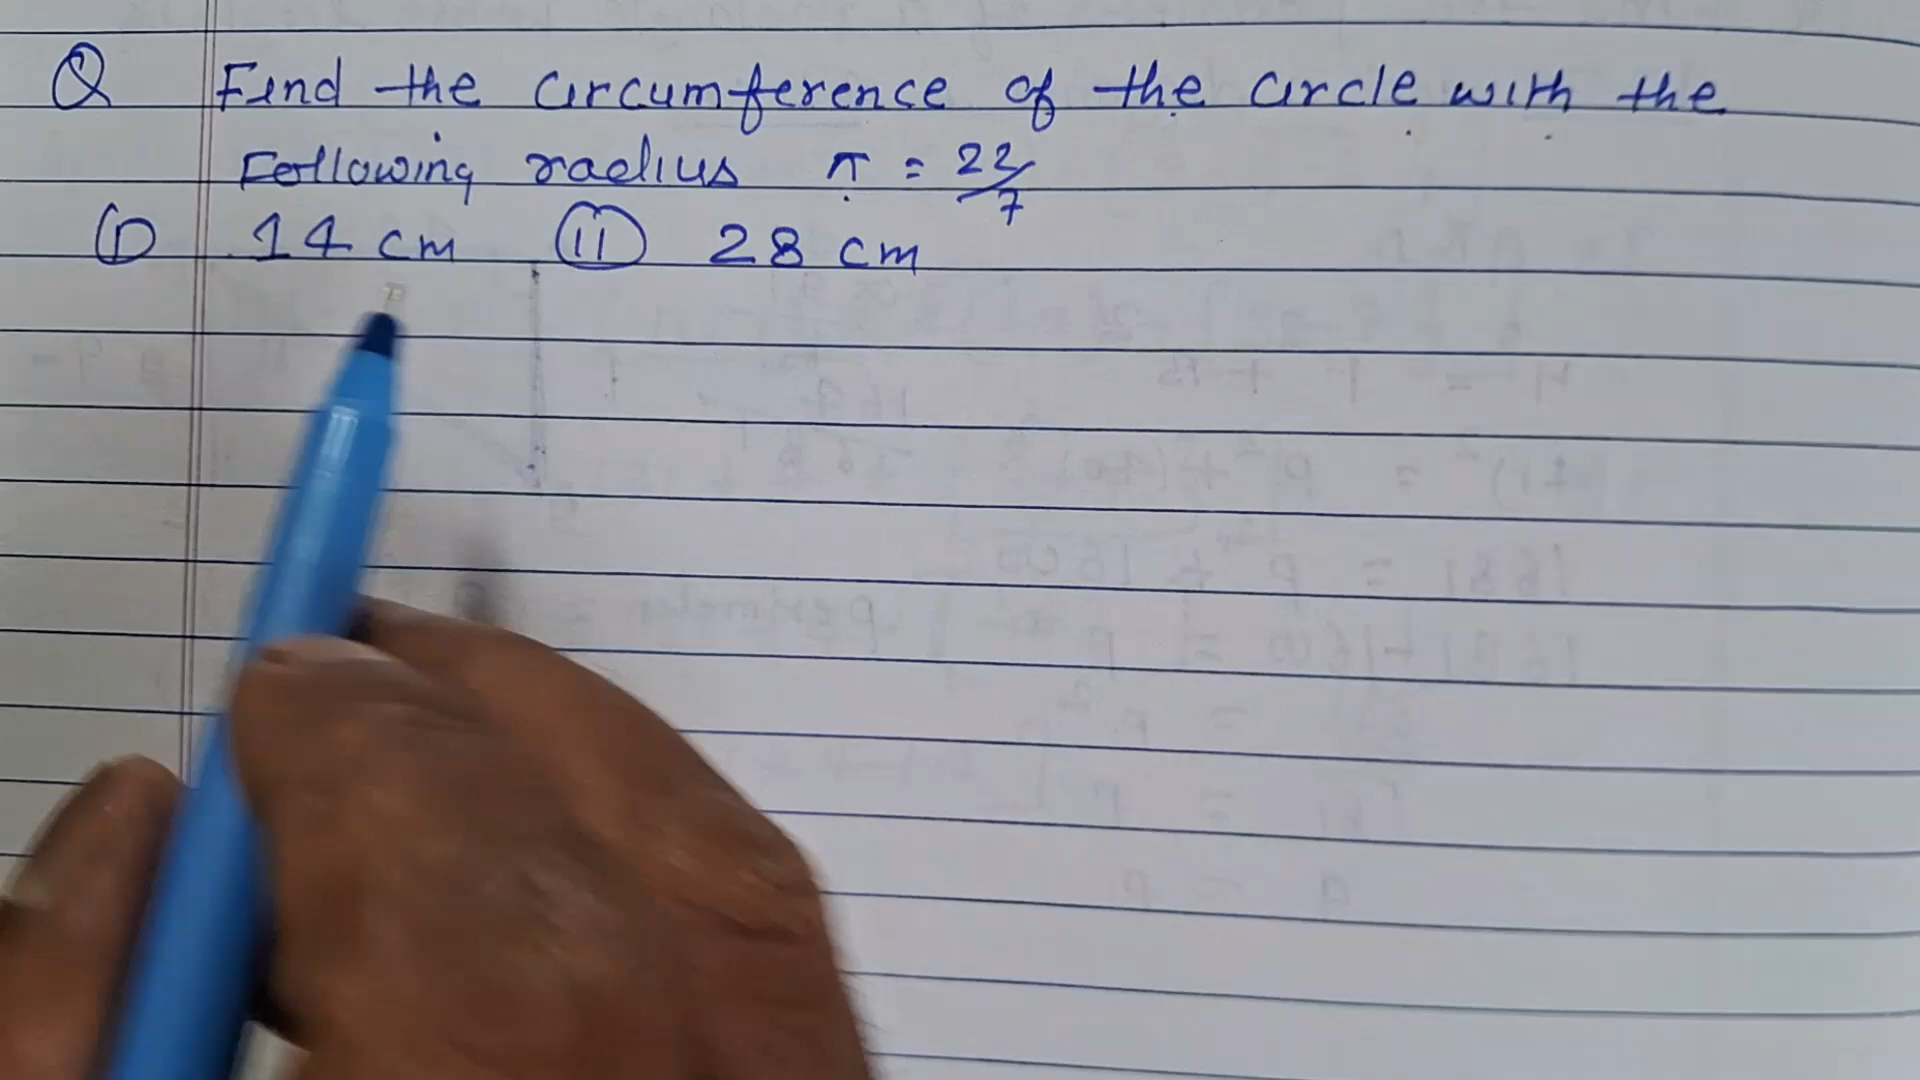 Q Find the circumference of the circle with the
Following radius π = 22/7
(I) 14 cm (II) 28 cm